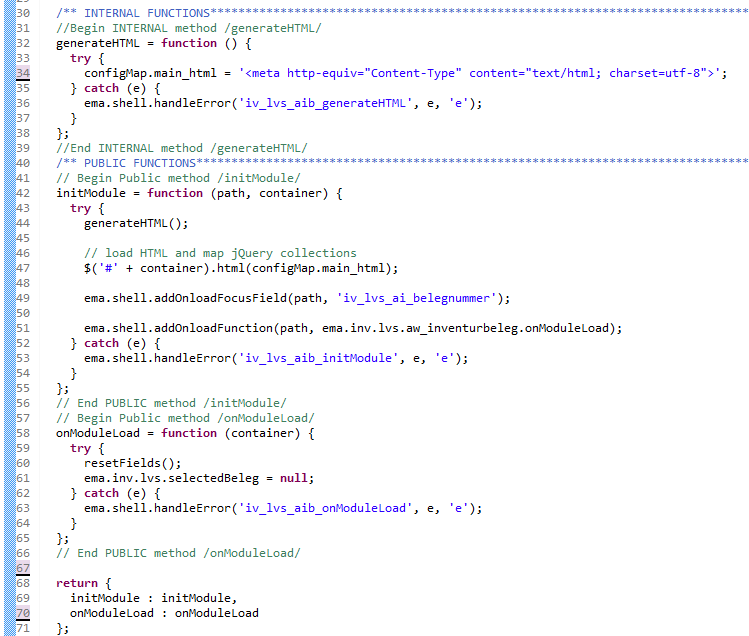 30 /** INTERNAL FUNCTIONS*****************************************************************************
31 //Begin INTERNAL method /generateHTML/
32 generateHTML = function () {
33 try {
34 configMap.main_html = '<meta http-equiv="Content-Type" content="text/html; charset=utf-8">';
35 } catch (e) {
36 ema.shell.handleError('iv_lvs_aib_generateHTML', e, 'e');
37 }
38 };
39 //End INTERNAL method /generateHTML/
40 /** PUBLIC FUNCTIONS*******************************************************************************
41 // Begin Public method /initModule/
42 initModule = function (path, container) {
43 try {
44 generateHTML();
45
46 // load HTML and map jQuery collections
47 $('#' + container).html(configMap.main_html);
48
49 ema.shell.addOnloadFocusField(path, 'iv_lvs_ai_belegnummer');
50
51 ema.shell.addOnloadFunction(path, ema.inv.lvs.aw_inventurbeleg.onModuleLoad);
52 } catch (e) {
53 ema.shell.handleError('iv_lvs_aib_initModule', e, 'e');
54 }
55 };
56 // End PUBLIC method /initModule/
57 // Begin Public method /onModuleLoad/
58 onModuleLoad = function (container) {
59 try {
60 resetFields();
61 ema.inv.lvs.selectedBeleg = null;
62 } catch (e) {
63 ema.shell.handleError('iv_lvs_aib_onModuleLoad', e, 'e');
64 }
65 };
66 // End PUBLIC method /onModuleLoad/
67
68 return {
69 initModule : initModule,
70 onModuleLoad : onModuleLoad
71 };